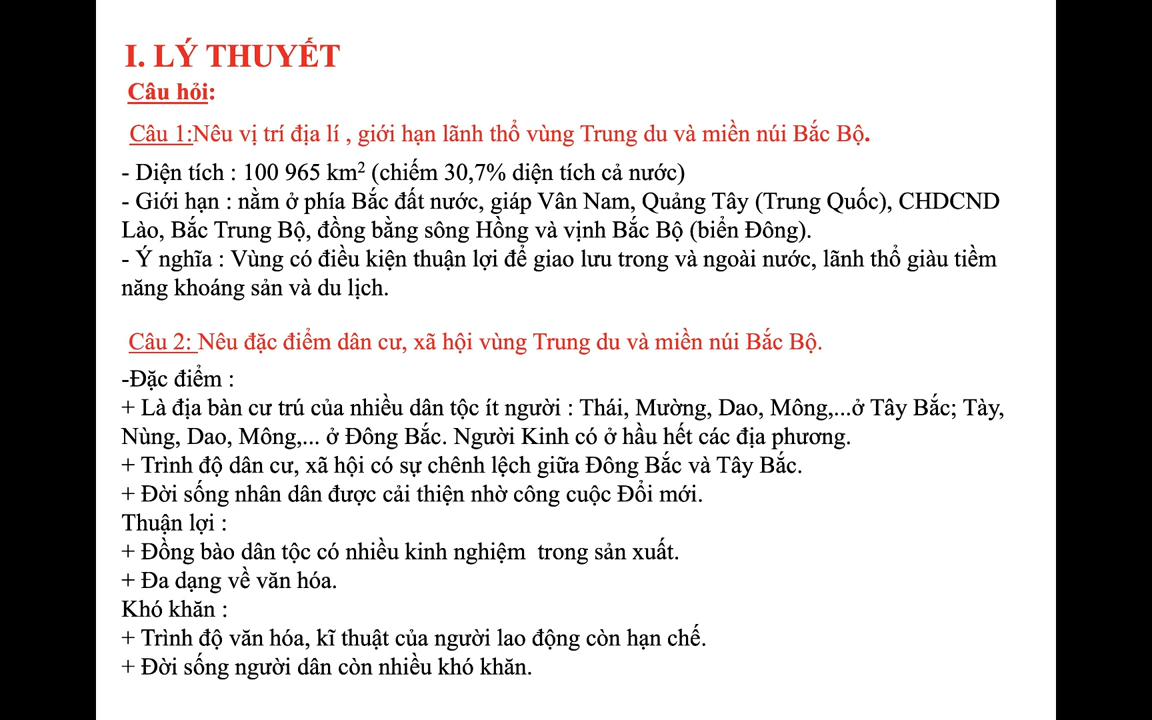 I. LÝ THUYẾT
Câu hỏi:
Câu 1:Nêu vị trí địa lí , giới hạn lãnh thổ vùng Trung du và miền núi Bắc Bộ.
- Diện tích : 100 965 km² (chiếm 30,7% diện tích cả nước)
- Giới hạn : nằm ở phía Bắc đất nước, giáp Vân Nam, Quảng Tây (Trung Quốc), CHDCND
Lào, Bắc Trung Bộ, đồng bằng sông Hồng và vịnh Bắc Bộ (biển Đông).
- Ý nghĩa : Vùng có điều kiện thuận lợi để giao lưu trong và ngoài nước, lãnh thổ giàu tiềm
năng khoáng sản và du lịch.
Câu 2: Nêu đặc điểm dân cư, xã hội vùng Trung du và miền núi Bắc Bộ.
-Đặc điểm :
+ Là địa bàn cư trú của nhiều dân tộc ít người : Thái, Mường, Dao, Mông,...ở Tây Bắc; Tày,
Nùng, Dao, Mông,... ở Đông Bắc. Người Kinh có ở hầu hết các địa phương.
+ Trình độ dân cư, xã hội có sự chênh lệch giữa Đông Bắc và Tây Bắc.
+ Đời sống nhân dân được cải thiện nhờ công cuộc Đổi mới.
Thuận lợi :
+ Đồng bào dân tộc có nhiều kinh nghiệm  trong sản xuất.
+ Đa dạng về văn hóa.
Khó khăn :
+ Trình độ văn hóa, kĩ thuật của người lao động còn hạn chế.
+ Đời sống người dân còn nhiều khó khăn.